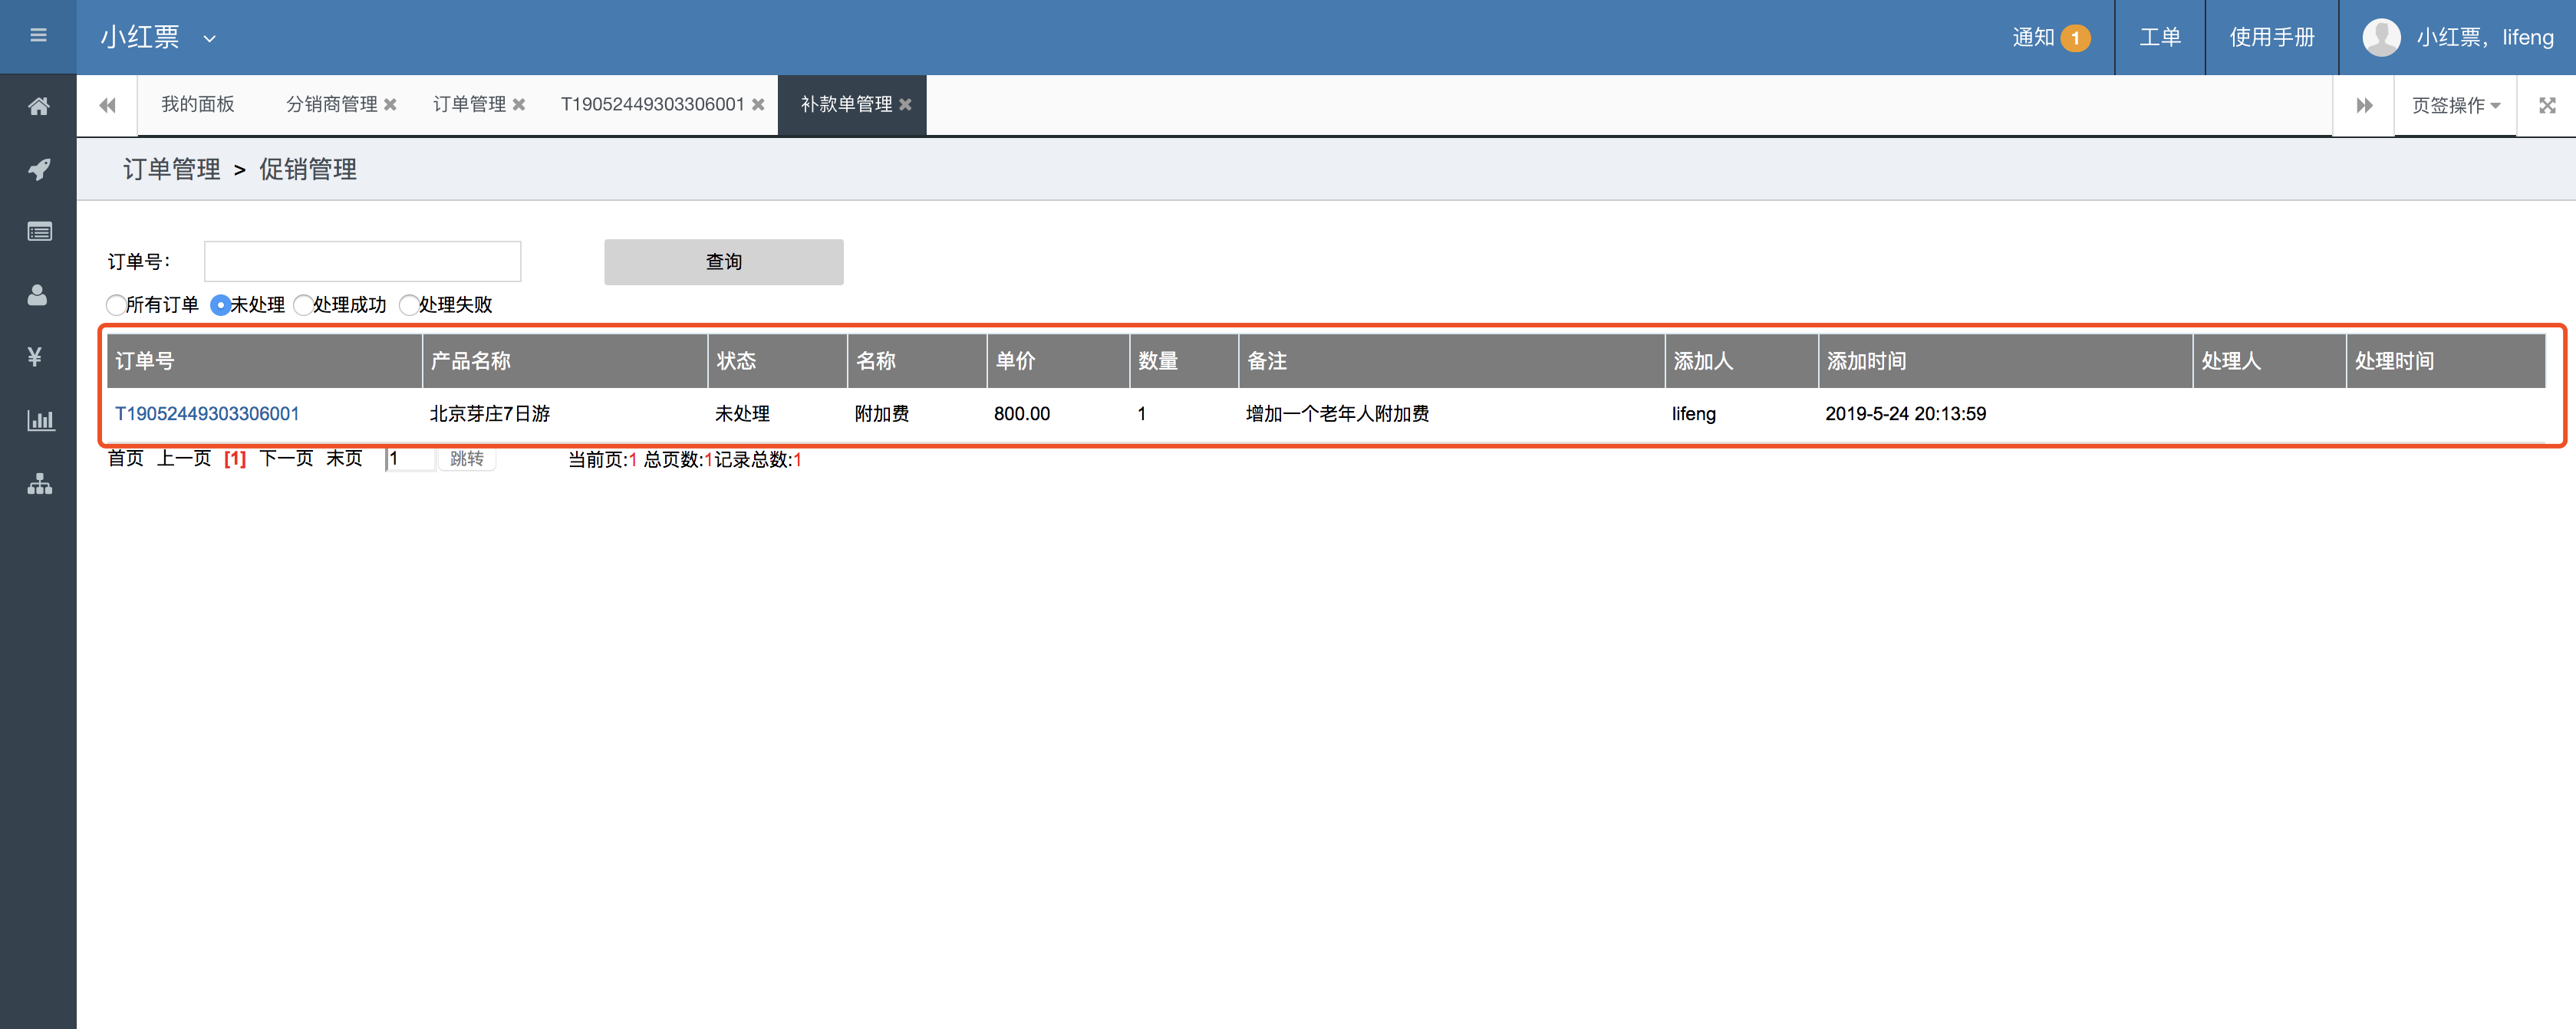 小红票
通知 1 工单 使用手册 小红票，lifeng
我的面板 分销商管理 订单管理 T19052449303306001 补款单管理 页签操作
订单管理 > 促销管理
订单号： 查询
所有订单 未处理 处理成功 处理失败
订单号 产品名称 状态 名称 单价 数量 备注 添加人 添加时间 处理人 处理时间
T19052449303306001 北京芽庄7日游 未处理 附加费 800.00 1 增加一个老年人附加费 lifeng 2019-5-24 20:13:59
首页 上一页 [1] 下一页 末页 1 跳转 当前页:1 总页数:1记录总数:1